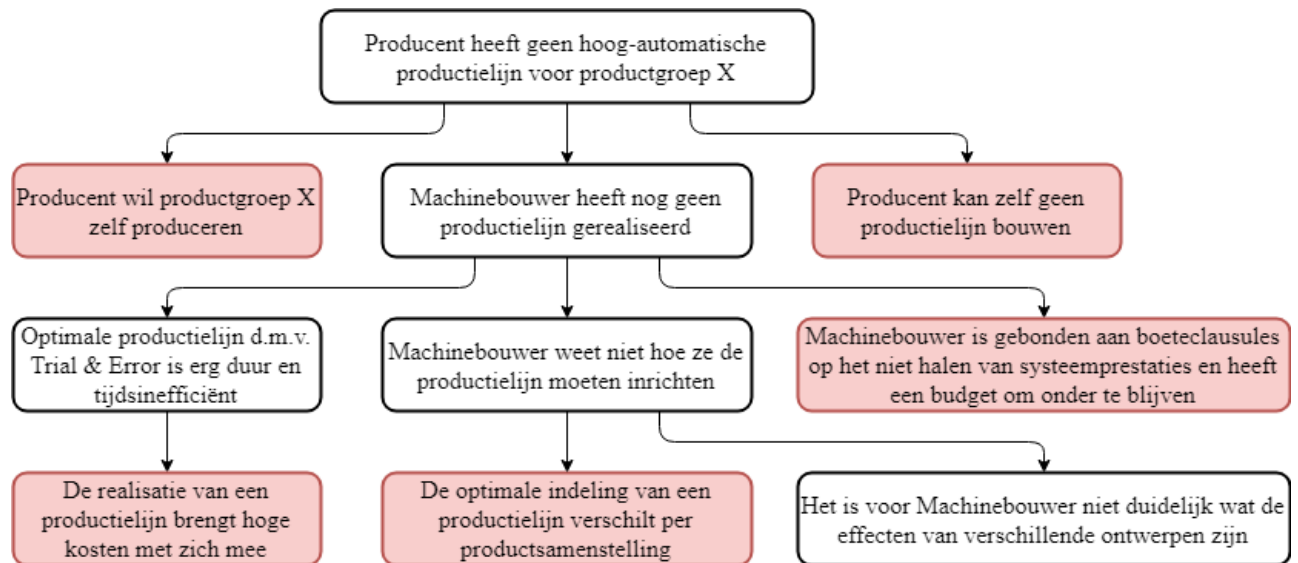 Producent heeft geen hoog-automatische
productielijn voor productgroep X
Producent wil productgroep X
zelf produceren
Machinebouwer heeft nog geen
productielijn gerealiseerd
Producent kan zelf geen
productielijn bouwen
Optimale productielijn d.m.v.
Trial & Error is erg duur en
tijdsinefficiënt
Machinebouwer weet niet hoe ze de
productielijn moeten inrichten
Machinebouwer is gebonden aan boeteclausules
op het niet halen van systeemprestaties en heeft
een budget om onder te blijven
De realisatie van een
productielijn brengt hoge
kosten met zich mee
De optimale indeling van een
productielijn verschilt per
productsamenstelling
Het is voor Machinebouwer niet duidelijk wat de
effecten van verschillende ontwerpen zijn